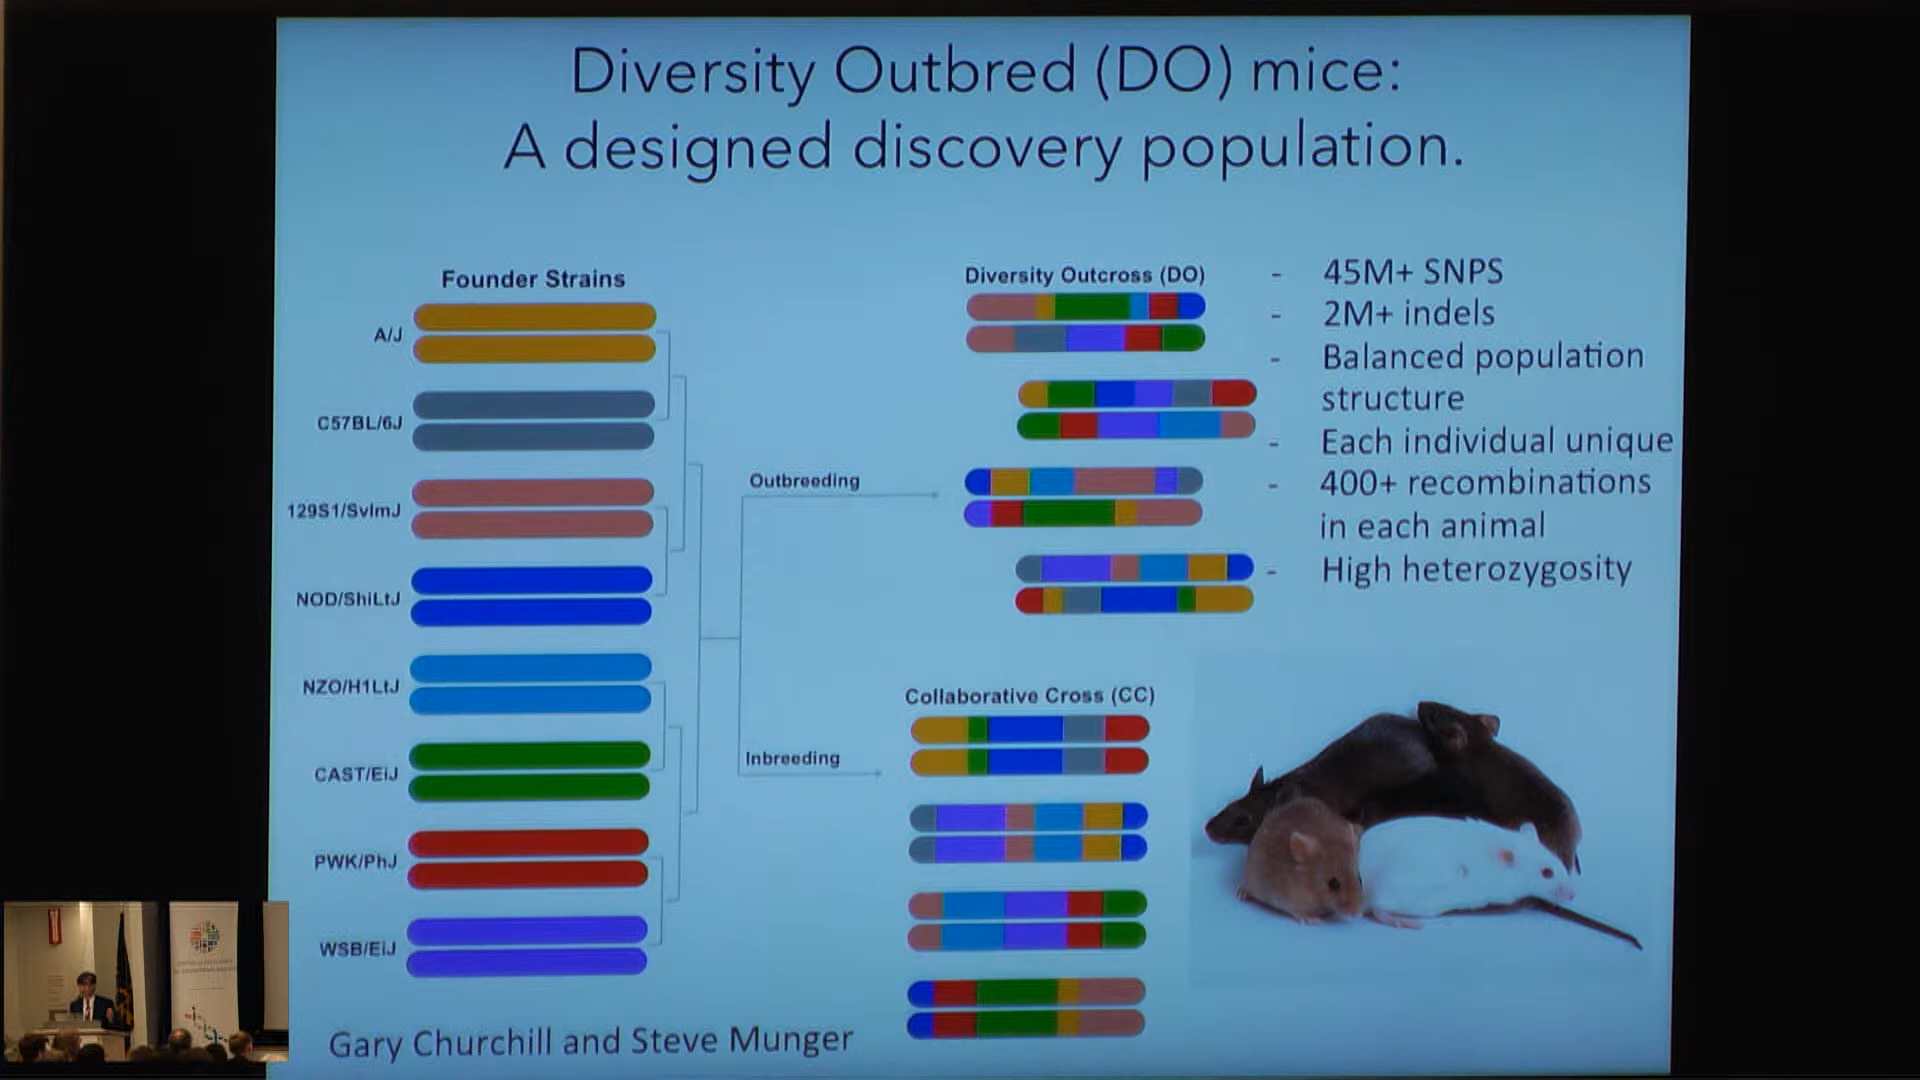 Diversity Outbred (DO) mice:
A designed discovery population.
Founder Strains
A/J
C57BL/6J
129S1/SvImJ
NOD/ShiLtJ
NZO/H1LtJ
CAST/EiJ
PWK/PhJ
WSB/EiJ
Outbreeding
Inbreeding
Diversity Outcross (DO)
Collaborative Cross (CC)
- 45M+ SNPS
- 2M+ indels
- Balanced population
structure
- Each individual unique
- 400+ recombinations
in each animal
- High heterozygosity
Gary Churchill and Steve Munger